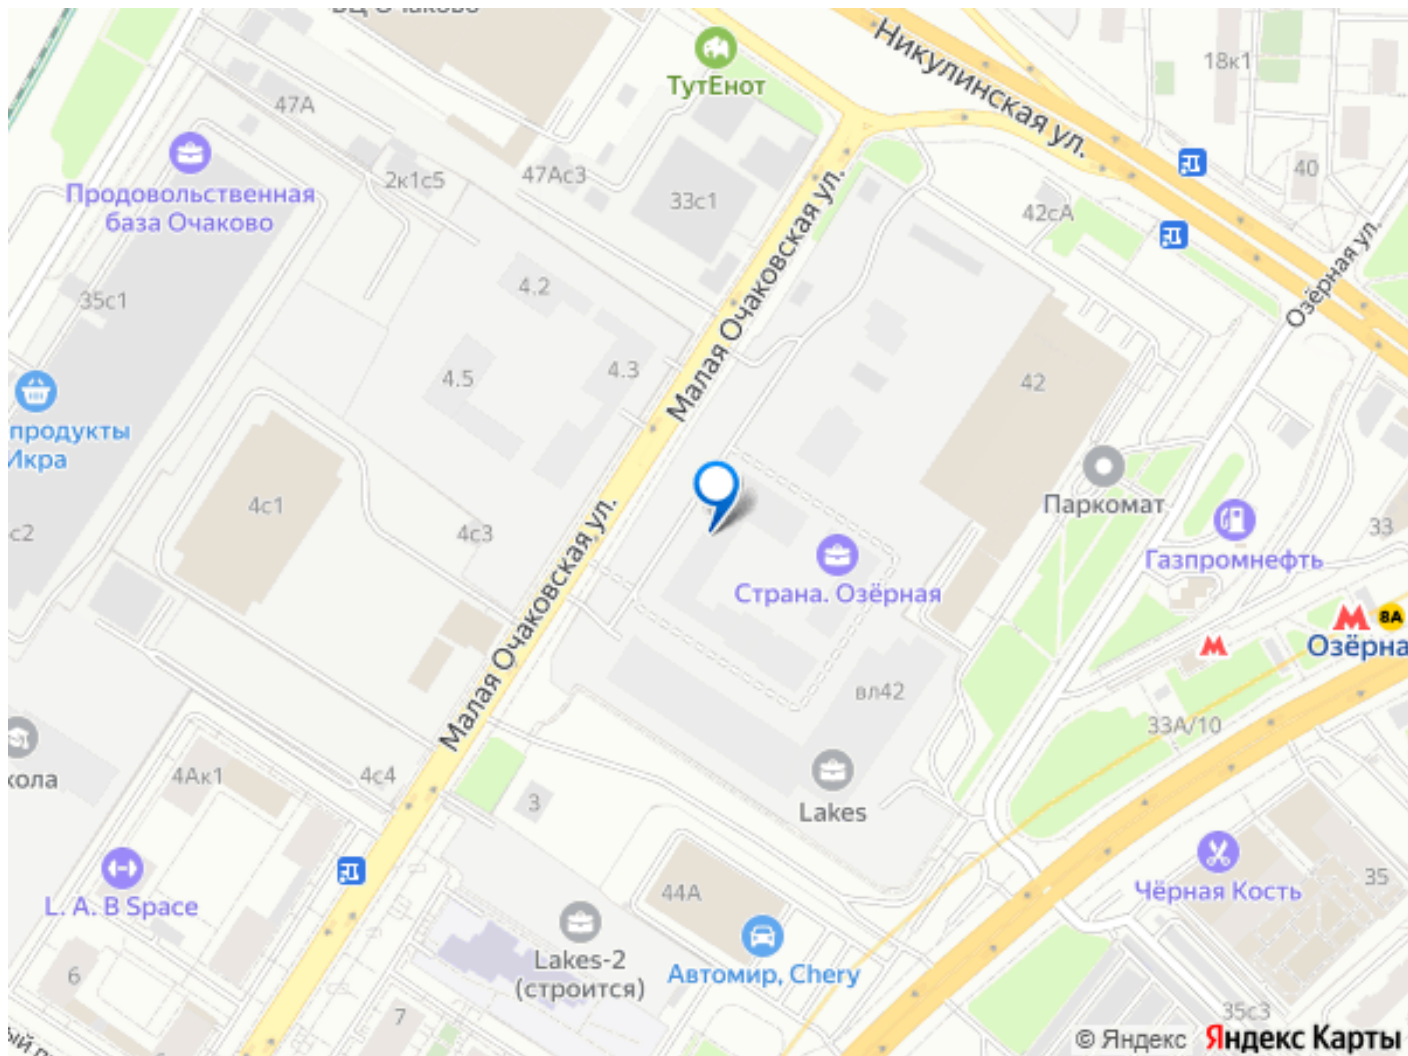 БЦ Очаково
ТутЕнот
Никулинская ул.
18к1
47А
Продовольственная
база Очаково
2к1с5
47Ас3
33с1
40
42сА
Озёрная ул.
Малая Очаковская ул.
4.2
35с1
4.5
4.3
42
продукты
Икра
4с1
4с3
Паркомат
Газпромнефть
33
с2
Малая Очаковская ул.
Страна. Озёрная
8А
Озёрна
вл42
33А/10
кола
4Ак1
4с4
3
Lakes
L. A. B Space
44А
Чёрная Кость
35
Lakes-2
(строится)
Автомир, Chery
6
7
35с3
© Яндекс Яндекс Карты